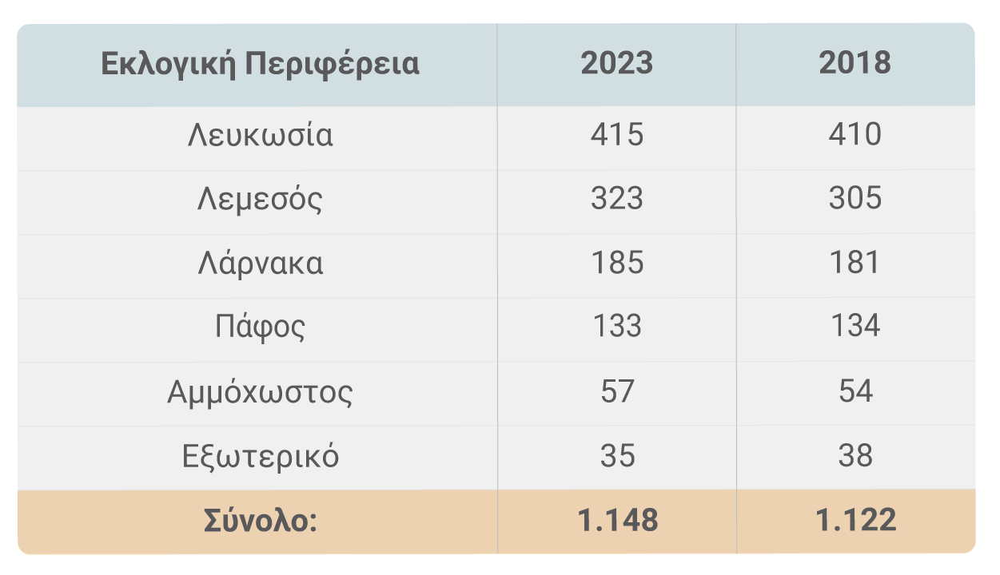 Εκλογική Περιφέρεια 2023 2018
Λευκωσία 415 410
Λεμεσός 323 305
Λάρνακα 185 181
Πάφος 133 134
Αμμόχωστος 57 54
Εξωτερικό 35 38
Σύνολο: 1.148 1.122